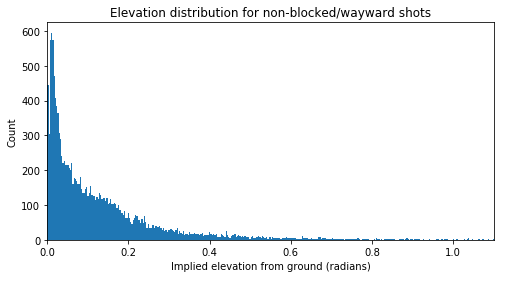 Elevation distribution for non-blocked/wayward shots
600
500
400
300
200
100
0
Count
0.0 0.2 0.4 0.6 0.8 1.0
Implied elevation from ground (radians)